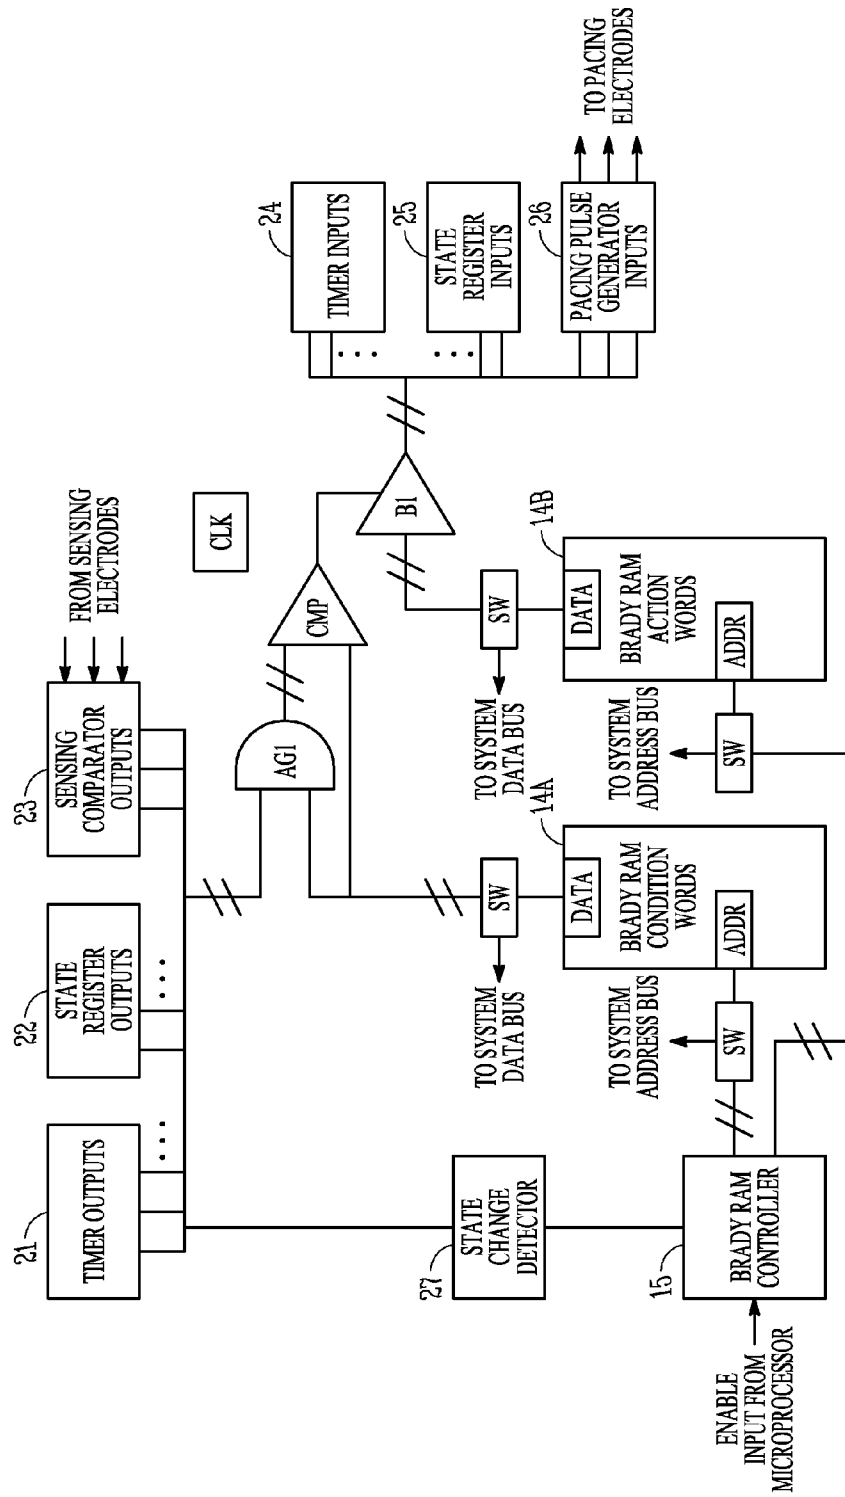 21
TIMER OUTPUTS
22
STATE
REGISTER
OUTPUTS
23
SENSING
COMPARATOR
OUTPUTS
FROM SENSING
ELECTRODES
CLK
AG1
CMP
B1
24
TIMER INPUTS
25
STATE
REGISTER
INPUTS
26
PACING PULSE
GENERATOR
INPUTS
TO PACING
ELECTRODES
27
STATE
CHANGE
DETECTOR
TO SYSTEM
DATA BUS
SW
14A
DATA
BRADY RAM
CONDITION
WORDS
ADDR
TO SYSTEM
ADDRESS BUS
SW
TO SYSTEM
DATA BUS
SW
14B
DATA
BRADY RAM
ACTION
WORDS
ADDR
TO SYSTEM
ADDRESS BUS
SW
15
BRADY RAM
CONTROLLER
ENABLE
INPUT FROM
MICROPROCESSOR